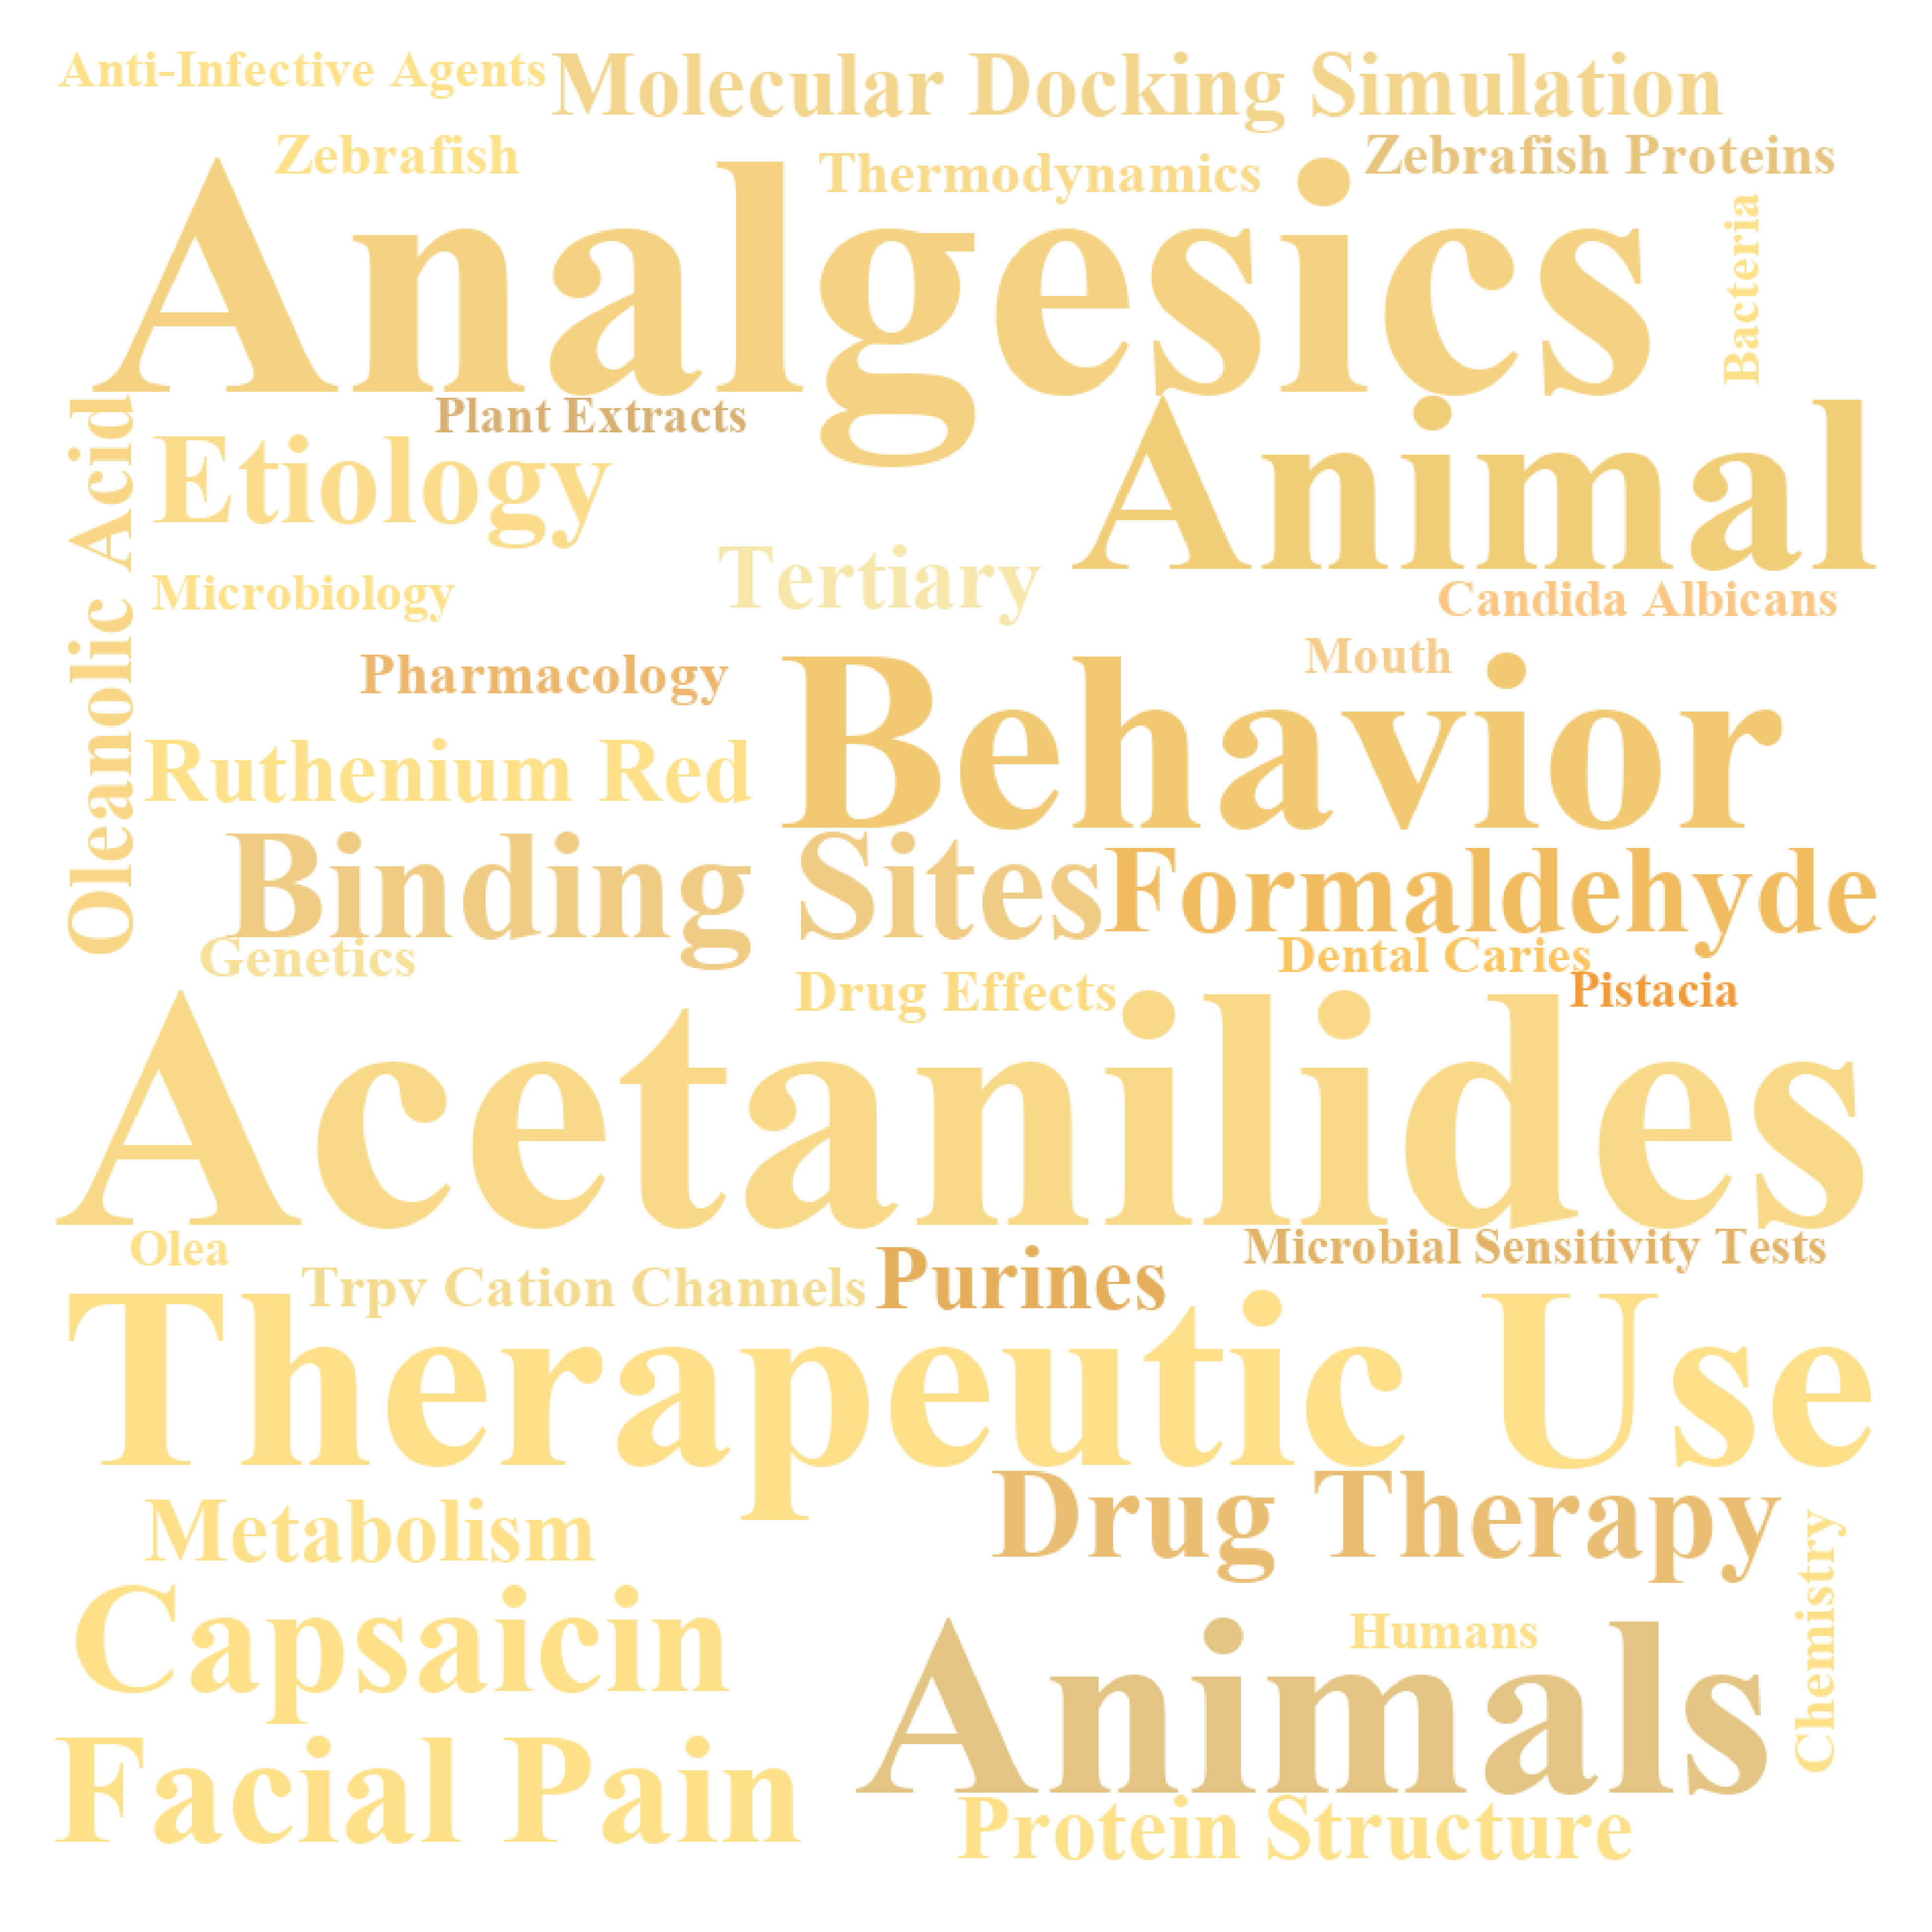 Anti-Infective Agents
Molecular Docking Simulation
Zebrafish
Thermodynamics
Zebrafish Proteins
Analgesics
Bacteria
Plant Extracts
Oleanolic Acid
Etiology
Animal
Tertiary
Microbiology
Candida Albicans
Mouth
Pharmacology
Behavior
Ruthenium Red
Binding Sites
Formaldehyde
Genetics
Dental Caries
Drug Effects
Pistacia
Acetanilides
Olea
Microbial Sensitivity Tests
Trpv Cation Channels
Purines
Therapeutic Use
Drug Therapy
Metabolism
Chemistry
Capsaicin
Humans
Animals
Facial Pain
Protein Structure